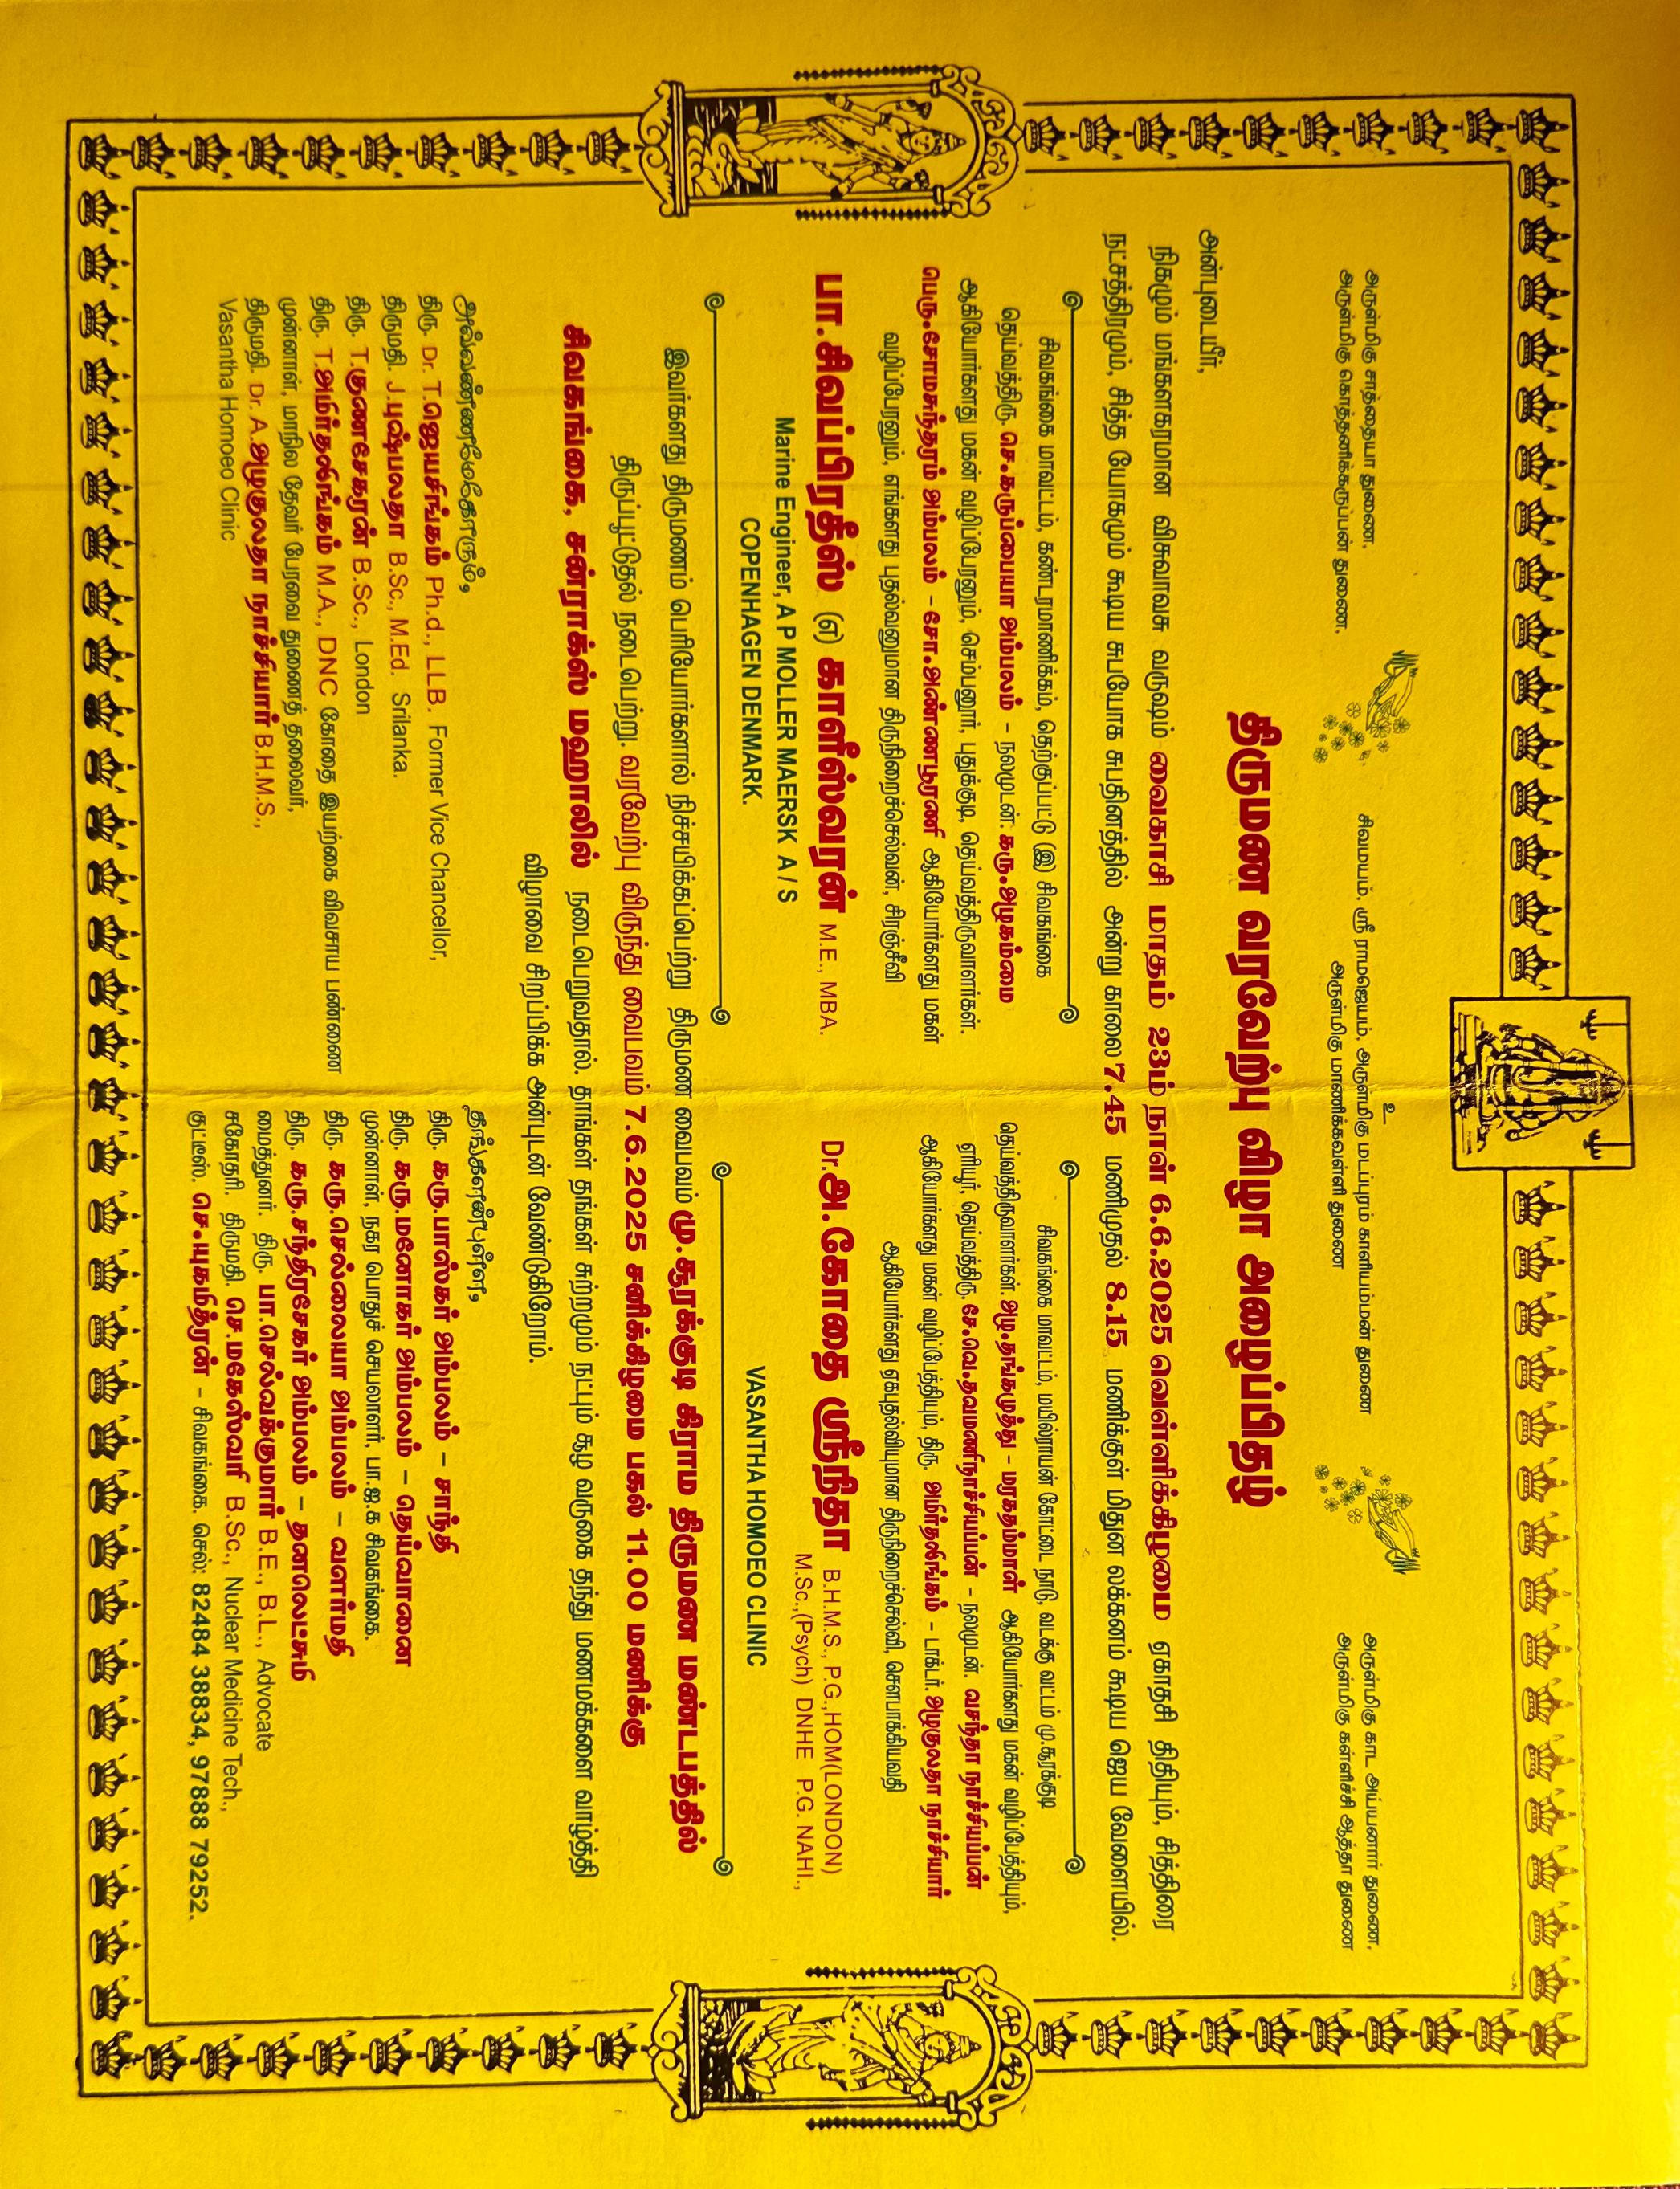 உ
அருள்மிகு சாத்தையா துணை,
அருள்மிகு கொத்தனிக்கருப்பன் துணை,
சிவமயம், ஸ்ரீ ராமஜெயம், அருள்மிகு மடப்புரம் காளியம்மன் துணை
அருள்மிகு மாணிக்கவள்ளி துணை
அருள்மிகு காட அய்யனார் துணை,
அருள்மிகு கள்ளிச்சி ஆத்தா துணை
திருமண வரவேற்பு விழா அழைப்பிதழ்
அன்புடையீர்,
நிகழும் மங்களகரமான விசுவாவசு வருஷம் வைகாசி மாதம் 23ம் நாள் 6.6.2025 வெள்ளிக்கிழமை ஏகாதசி திதியும், சித்திரை
நட்சத்திரமும், சித்த யோகமும் கூடிய சுபயோக சுபதினத்தில் அன்று காலை 7.45 மணிமுதல் 8.15 மணிக்குள் மிதுன லக்கனம் கூடிய ஜெய வேளையில்.
சிவகங்கை மாவட்டம், கண்டரமாணிக்கம், தெற்குப்பட்டு (இ) சிவகங்கை
தெய்வத்திரு. செ.கருப்பையா அம்பலம் - நலமுடன்: கரு.அழகம்மை
ஆகியோர்களது மகன் வழிப்பேரனும், செம்பனூர், புதுக்குடி, தெய்வத்திருவாளர்கள்.
பெரு.சோமசுந்தரம் அம்பலம் -சோ.அண்ணபூரணி ஆகியோர்களது மகள்
வழிப்பேரனும், எங்களது புதல்வனுமான திருநிறைச்செல்வன், சிரஞ்சீவி
பா.சிவப்பிரதீஸ் (எ) காளீஸ்வரன் M.E., MBA.
Marine Engineer, A P MOLLER MAERSK A / S
COPENHAGEN DENMARK.
சிவகங்கை மாவட்டம், மயில்ராயன் கோட்டை நாடு, வடக்கு வட்டம் மு.சூரக்குடி
தெய்வத்திருவாளர்கள். அழ.தங்கமுத்து - மரகதம்மாள் ஆகியோர்களது மகன் வழிப்பேத்தியும்,
ஏரியூர், தெய்வத்திரு. சே.வெ.தவமணிநாச்சியப்பன் - நலமுடன். வசந்தா நாச்சியப்பன்
ஆகியோர்களது மகள் வழிப்பேத்தியும், திரு. அமிர்தலிங்கம் - டாக்டர். அழகுலதா நாச்சியார்
ஆகியோர்களது ஏகபுதல்வியுமான திருநிறைச்செல்வி, சௌபாக்கியவதி
Dr.அ.கோதை ஸ்ரீநிதா B.H.M.S., P.G.,HOM(LONDON)
M.Sc.,(Psych) DNHE P.G. NAHI.,
VASANTHA HOMOEO CLINIC
இவர்களது திருமணம் பெரியோர்களால் நிச்சயிக்கப்பெற்று திருமண வைபவம் மு.சூரக்குடி கிராம திருமண மண்டபத்தில்
திருப்பூட்டுதல் நடைபெற்று. வரவேற்பு விருந்து வைபவம் 7.6.2025 சனிக்கிழமை பகல் 11.00 மணிக்கு
சிவகங்கை, சன்ராக்ஸ் மஹாலில் நடைபெறுவதால். தாங்கள் தங்கள் சுற்றமும் நட்பும் சூழ வருகை தந்து மணமக்களை வாழ்த்தி
விழாவை சிறப்பிக்க அன்புடன் வேண்டுகிறோம்.
அவ்வண்ணமேகோரும்,
திரு. Dr. T.ஜெயசிங்கம் Ph.d., LLB. Former Vice Chancellor,
திருமதி. J.புஷ்பலதா B.Sc., M.Ed. Srilanka.
திரு. T.குணசேகரன் B.Sc., London
திரு. T.அமிர்தலிங்கம் M.A., DNC கோதை இயற்கை விவசாய பண்ணை
முன்னாள், மாநில தேவர் பேரவை துணைத் தலைவர்,
திருமதி. Dr. A.அழகுலதா நாச்சியார் B.H.M.S.,
Vasantha Homoeo Clinic
தங்களன்புள்ள,
திரு. கரு.பாஸ்கர் அம்பலம் - சாந்தி
திரு. கரு.மனோகர் அம்பலம் - தெய்வானை
முன்னாள், நகர பொதுச் செயலாளர், பா.ஜ.க சிவகங்கை.
திரு. கரு.செல்லையா அம்பலம் - வளர்மதி
திரு. கரு.சந்திரசேகர் அம்பலம் - தனலெட்சுமி
மைத்துனர். திரு. பா.செல்வக்குமார் B.E., B.L., Advocate
சகோதரி. திருமதி. செ.மகேஸ்வரி B.Sc., Nuclear Medicine Tech.,
குட்டீஸ். செ.யுகமித்ரன் - சிவகங்கை. செல்: 82484 38834, 97888 79252.